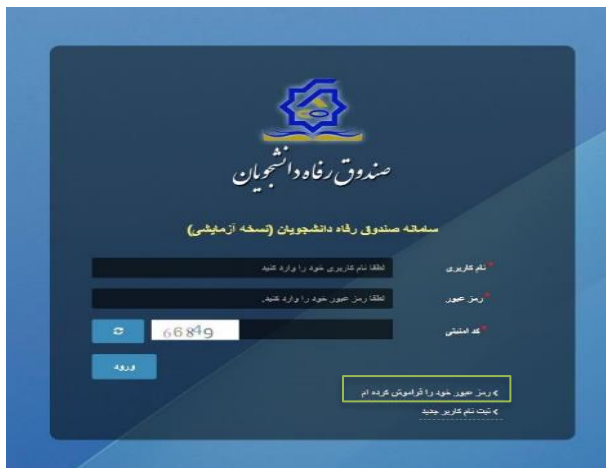 صندوق رفاه دانشجویان
سامانه صندوق رفاه دانشجویان (نسخه آزمایشی)
* نام کاربری لطفا نام کاربری خود را وارد کنید
* رمز عبور لطفا رمز عبور خود را وارد کنید.
* کد امنیتی 66849
ورود
رمز عبور خود را فراموش کرده ام
ثبت نام کاربر جدید